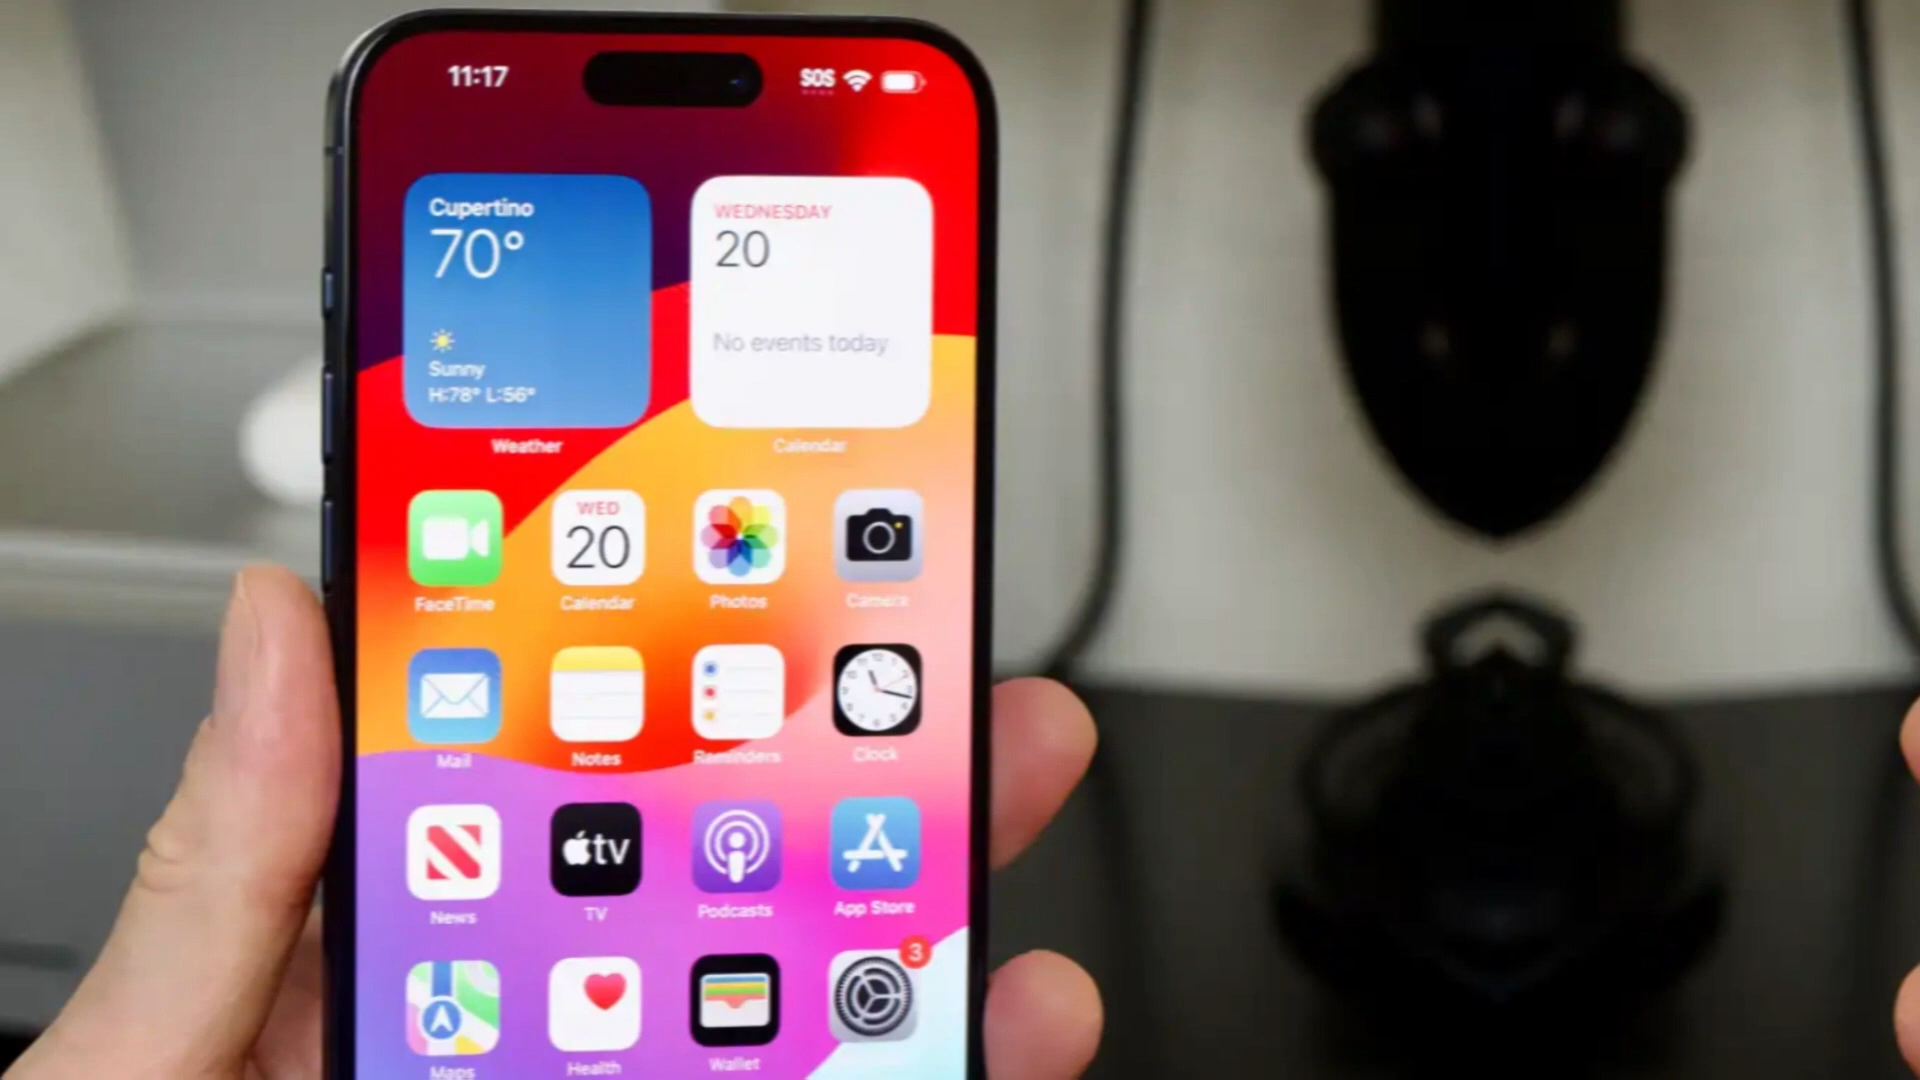 11:17 SOS
Cupertino
70°
Sunny
H:78° L:56°
Weather
WEDNESDAY
20
No events today
Calendar
WED
20
FaceTime Calendar Photos Camera
Mail Notes Reminders Clock
tv
News TV Podcasts App Store
3
Maps Health Wallet